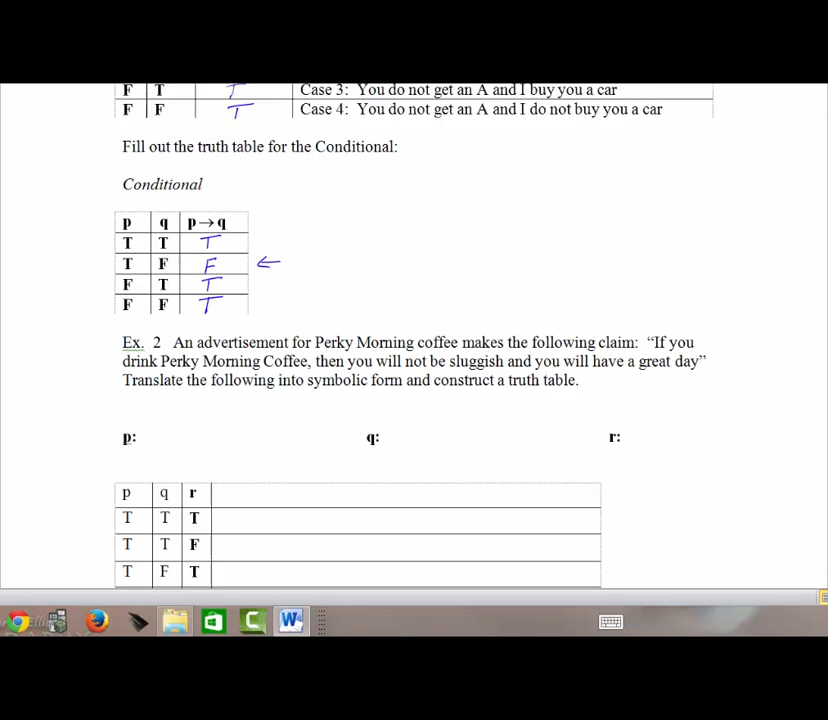 F T T Case 3: You do not get an A and I buy you a car
F F T Case 4: You do not get an A and I do not buy you a car
Fill out the truth table for the Conditional:
Conditional
p q p→q
T T T
T F F ←
F T T
F F T
Ex. 2 An advertisement for Perky Morning coffee makes the following claim: “If you
drink Perky Morning Coffee, then you will not be sluggish and you will have a great day”
Translate the following into symbolic form and construct a truth table.
p: q: r:
p q r
T T T
T T F
T F T